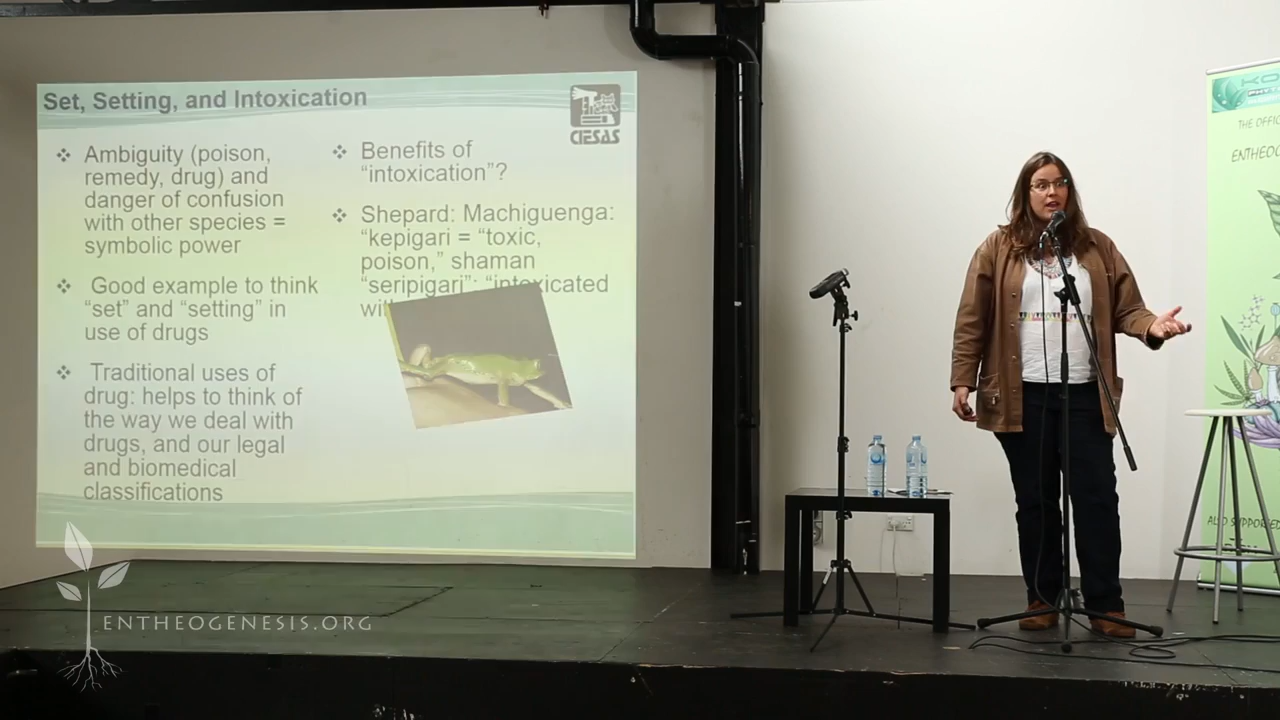 Set, Setting, and Intoxication
CIESAS
Ambiguity (poison,
remedy, drug) and
danger of confusion
with other species =
symbolic power
Good example to think
“set” and “setting” in
use of drugs
Traditional uses of
drug: helps to think of
the way we deal with
drugs, and our legal
and biomedical
classifications
Benefits of
“intoxication”?
Shepard: Machiguenga:
“kepigari = “toxic,
poison,” shaman
“seripigari”: “intoxicated
ENTHEOGENESIS.ORG
THE